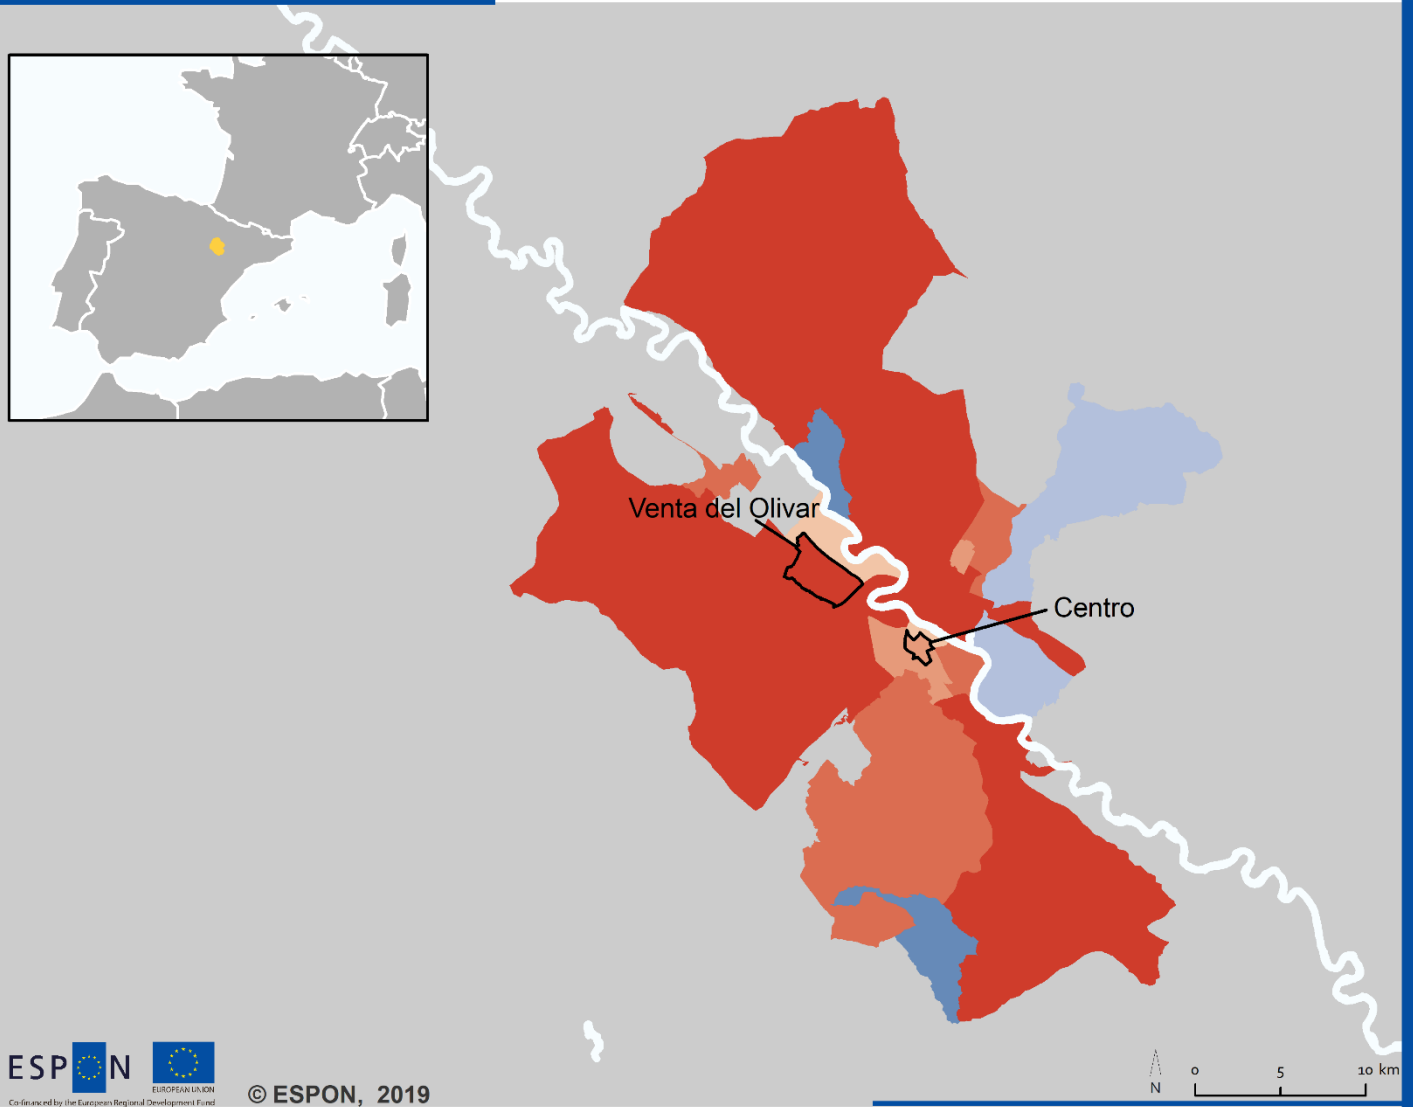 Venta del Olivar
Centro
ESPON
EUROPEAN UNION
Co-financed by the European Regional Development Fund
© ESPON, 2019
N
0 5 10 km